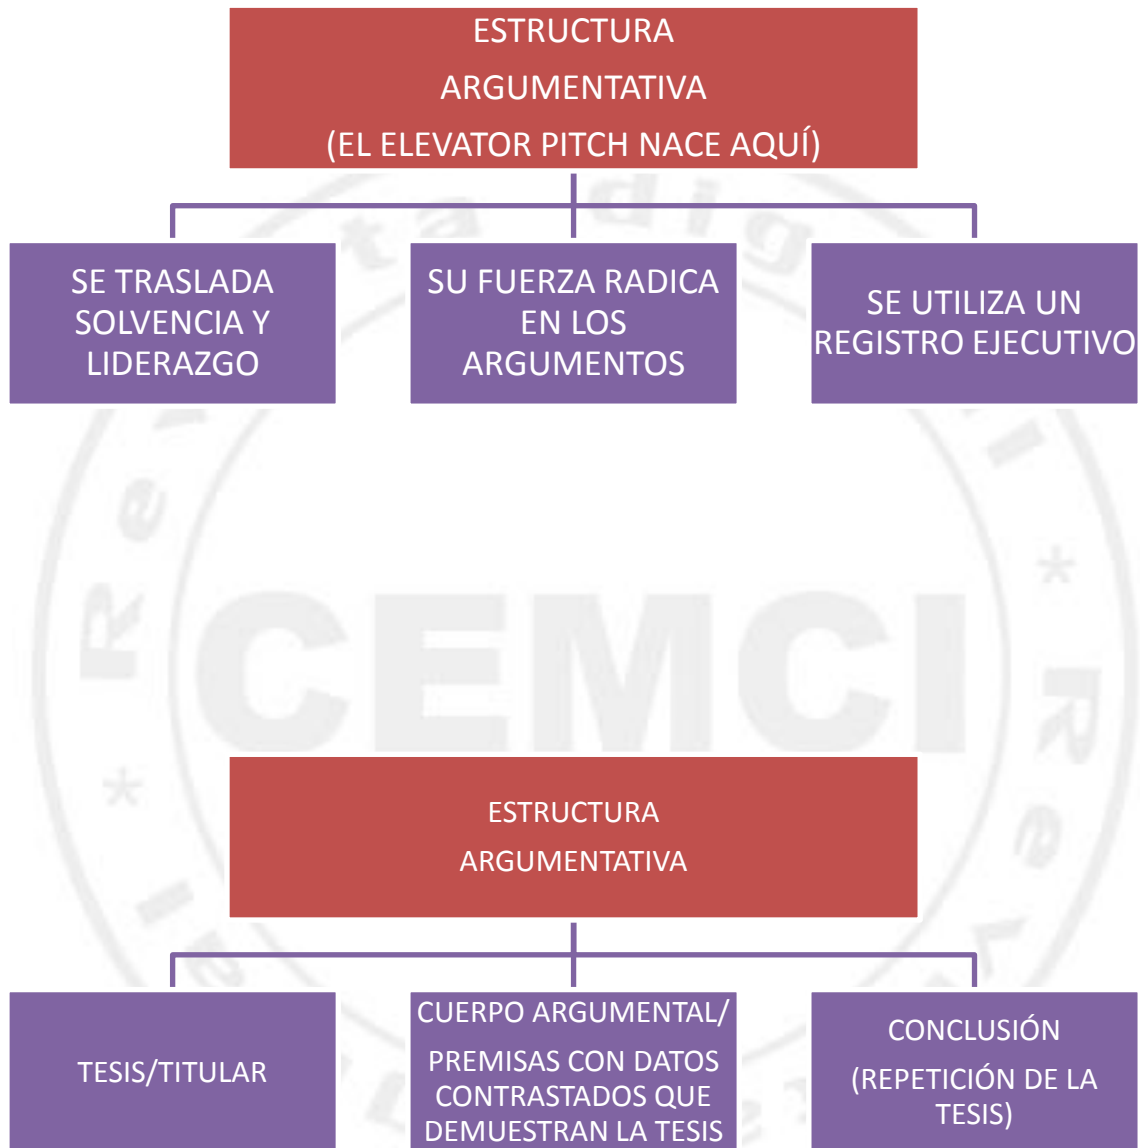 ESTRUCTURA
ARGUMENTATIVA
(EL ELEVATOR PITCH NACE AQUÍ)
SE TRASLADA
SOLVENCIA Y
LIDERAZGO
SU FUERZA RADICA
EN LOS
ARGUMENTOS
SE UTILIZA UN
REGISTRO EJECUTIVO
CEMCI
ESTRUCTURA
ARGUMENTATIVA
TESIS/TITULAR
CUERPO ARGUMENTAL/
PREMISAS CON DATOS
CONTRASTADOS QUE
DEMUESTRAN LA TESIS
CONCLUSIÓN
(REPETICIÓN DE LA
TESIS)